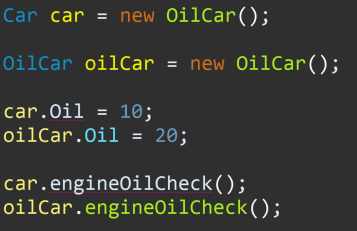 Car car = new OilCar();
OilCar oilCar = new OilCar();
car.Oil = 10;
oilCar.Oil = 20;
car.engineOilCheck();
oilCar.engineOilCheck();